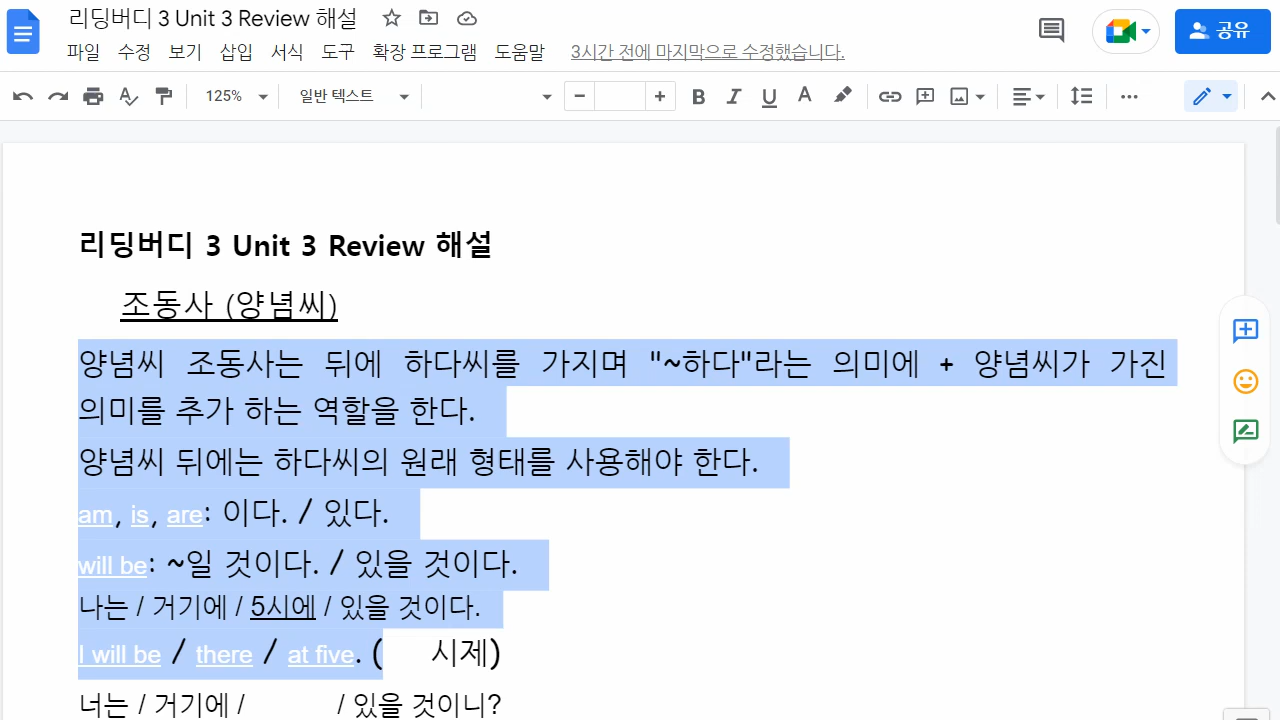 리딩버디 3 Unit 3 Review 해설
파일 수정 보기 삽입 서식 도구 확장 프로그램 도움말 3시간 전에 마지막으로 수정했습니다.
공유
125% 일반 텍스트 − + B I U A
리딩버디 3 Unit 3 Review 해설
조동사 (양념씨)
양념씨 조동사는 뒤에 하다씨를 가지며 "~하다"라는 의미에 + 양념씨가 가진
의미를 추가 하는 역할을 한다.
양념씨 뒤에는 하다씨의 원래 형태를 사용해야 한다.
am, is, are: 이다. / 있다.
will be: ~일 것이다. / 있을 것이다.
나는 / 거기에 / 5시에 / 있을 것이다.
I will be / there / at five. ( 시제)
너는 / 거기에 / / 있을 것이니?